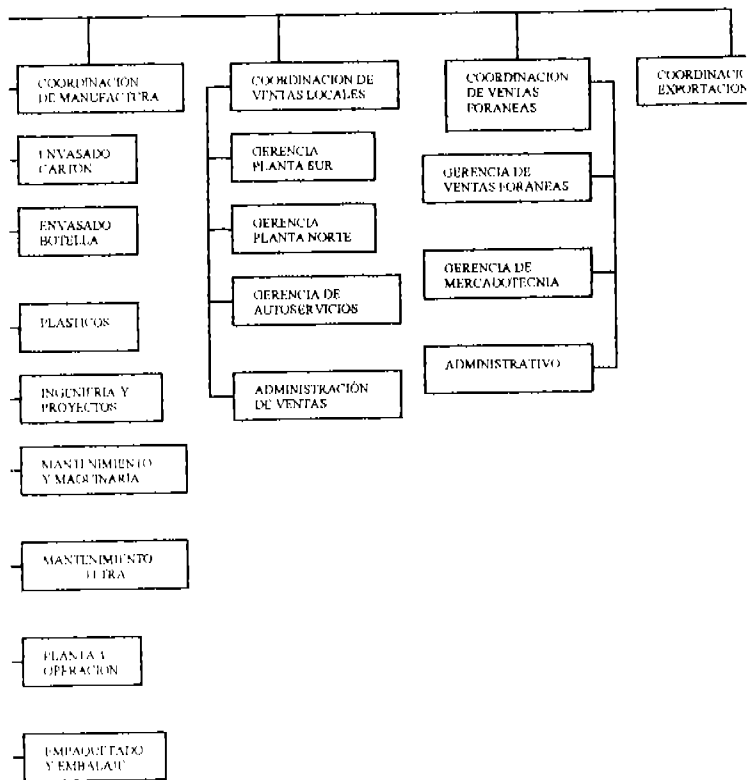 COORDINACION
DE MANUFACTURA
ENVASADO
CARTON
ENVASADO
BOTELLA
PLASTICOS
INGENIERIA Y
PROYECTOS
MANTENIMIENTO
Y MAQUINARIA
MANTENIMIENTO
PLANTA Y
OPERACION
EMPAQUETADO
Y EMBALAJE
COORDINACION DE
VENTAS LOCALES
GERENCIA
PLANTA SUR
GERENCIA
PLANTA NORTE
GERENCIA DE
AUTOSERVICIOS
ADMINISTRACIÓN
DE VENTAS
COORDINACION
DE VENTAS
FORANEAS
GERENCIA DE
VENTAS FORANEAS
GERENCIA DE
MERCADOTECNIA
ADMINISTRATIVO
COORDINACIO
EXPORTACION